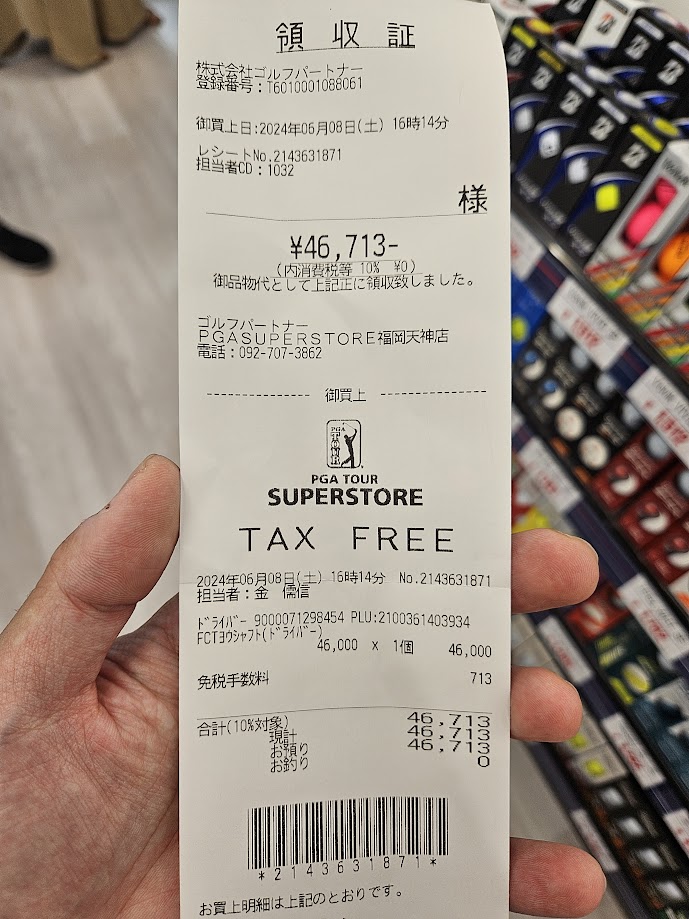 領収証
株式会社ゴルフパートナー
登録番号：T6010001088061
御買上日:2024年06月08日(土) 16時14分
レシートNo.2143631871
担当者CD：1032
様
¥46,713-
(内消費税等 10% ¥0)
御品物代として上記正に領収致しました。
ゴルフパートナー
PGASUPERSTORE福岡天神店
電話：092-707-3862
御買上
PGA TOUR
PGA TOUR
SUPERSTORE
TAX FREE
2024年06月08日(土) 16時14分 No.2143631871
担当者：金 儒信
ﾄﾞﾗｲﾊﾞｰ 9000071298454 PLU:2100361403934
FCTﾖｳｼｬﾌﾄ(ﾄﾞﾗｲﾊﾞｰ)
46,000 x 1個 46,000
免税手数料 713
合計(10%対象) 46,713
現計 46,713
お預り 46,713
お釣り 0
*2143631871*
お買上明細は上記のとおりです。